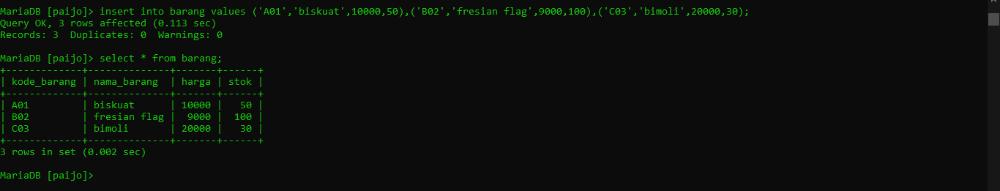 MariaDB [paijo]> insert into barang values ('A01','biskuat',10000,50),('B02','fresian flag',9000,100),('C03','bimoli',20000,30);
Query OK, 3 rows affected (0.113 sec)
Records: 3  Duplicates: 0  Warnings: 0

MariaDB [paijo]> select * from barang;
+-------------+--------------+-------+------+
| kode_barang | nama_barang  | harga | stok |
+-------------+--------------+-------+------+
| A01         | biskuat      | 10000 |   50 |
| B02         | fresian flag |  9000 |  100 |
| C03         | bimoli       | 20000 |   30 |
+-------------+--------------+-------+------+
3 rows in set (0.002 sec)

MariaDB [paijo]>